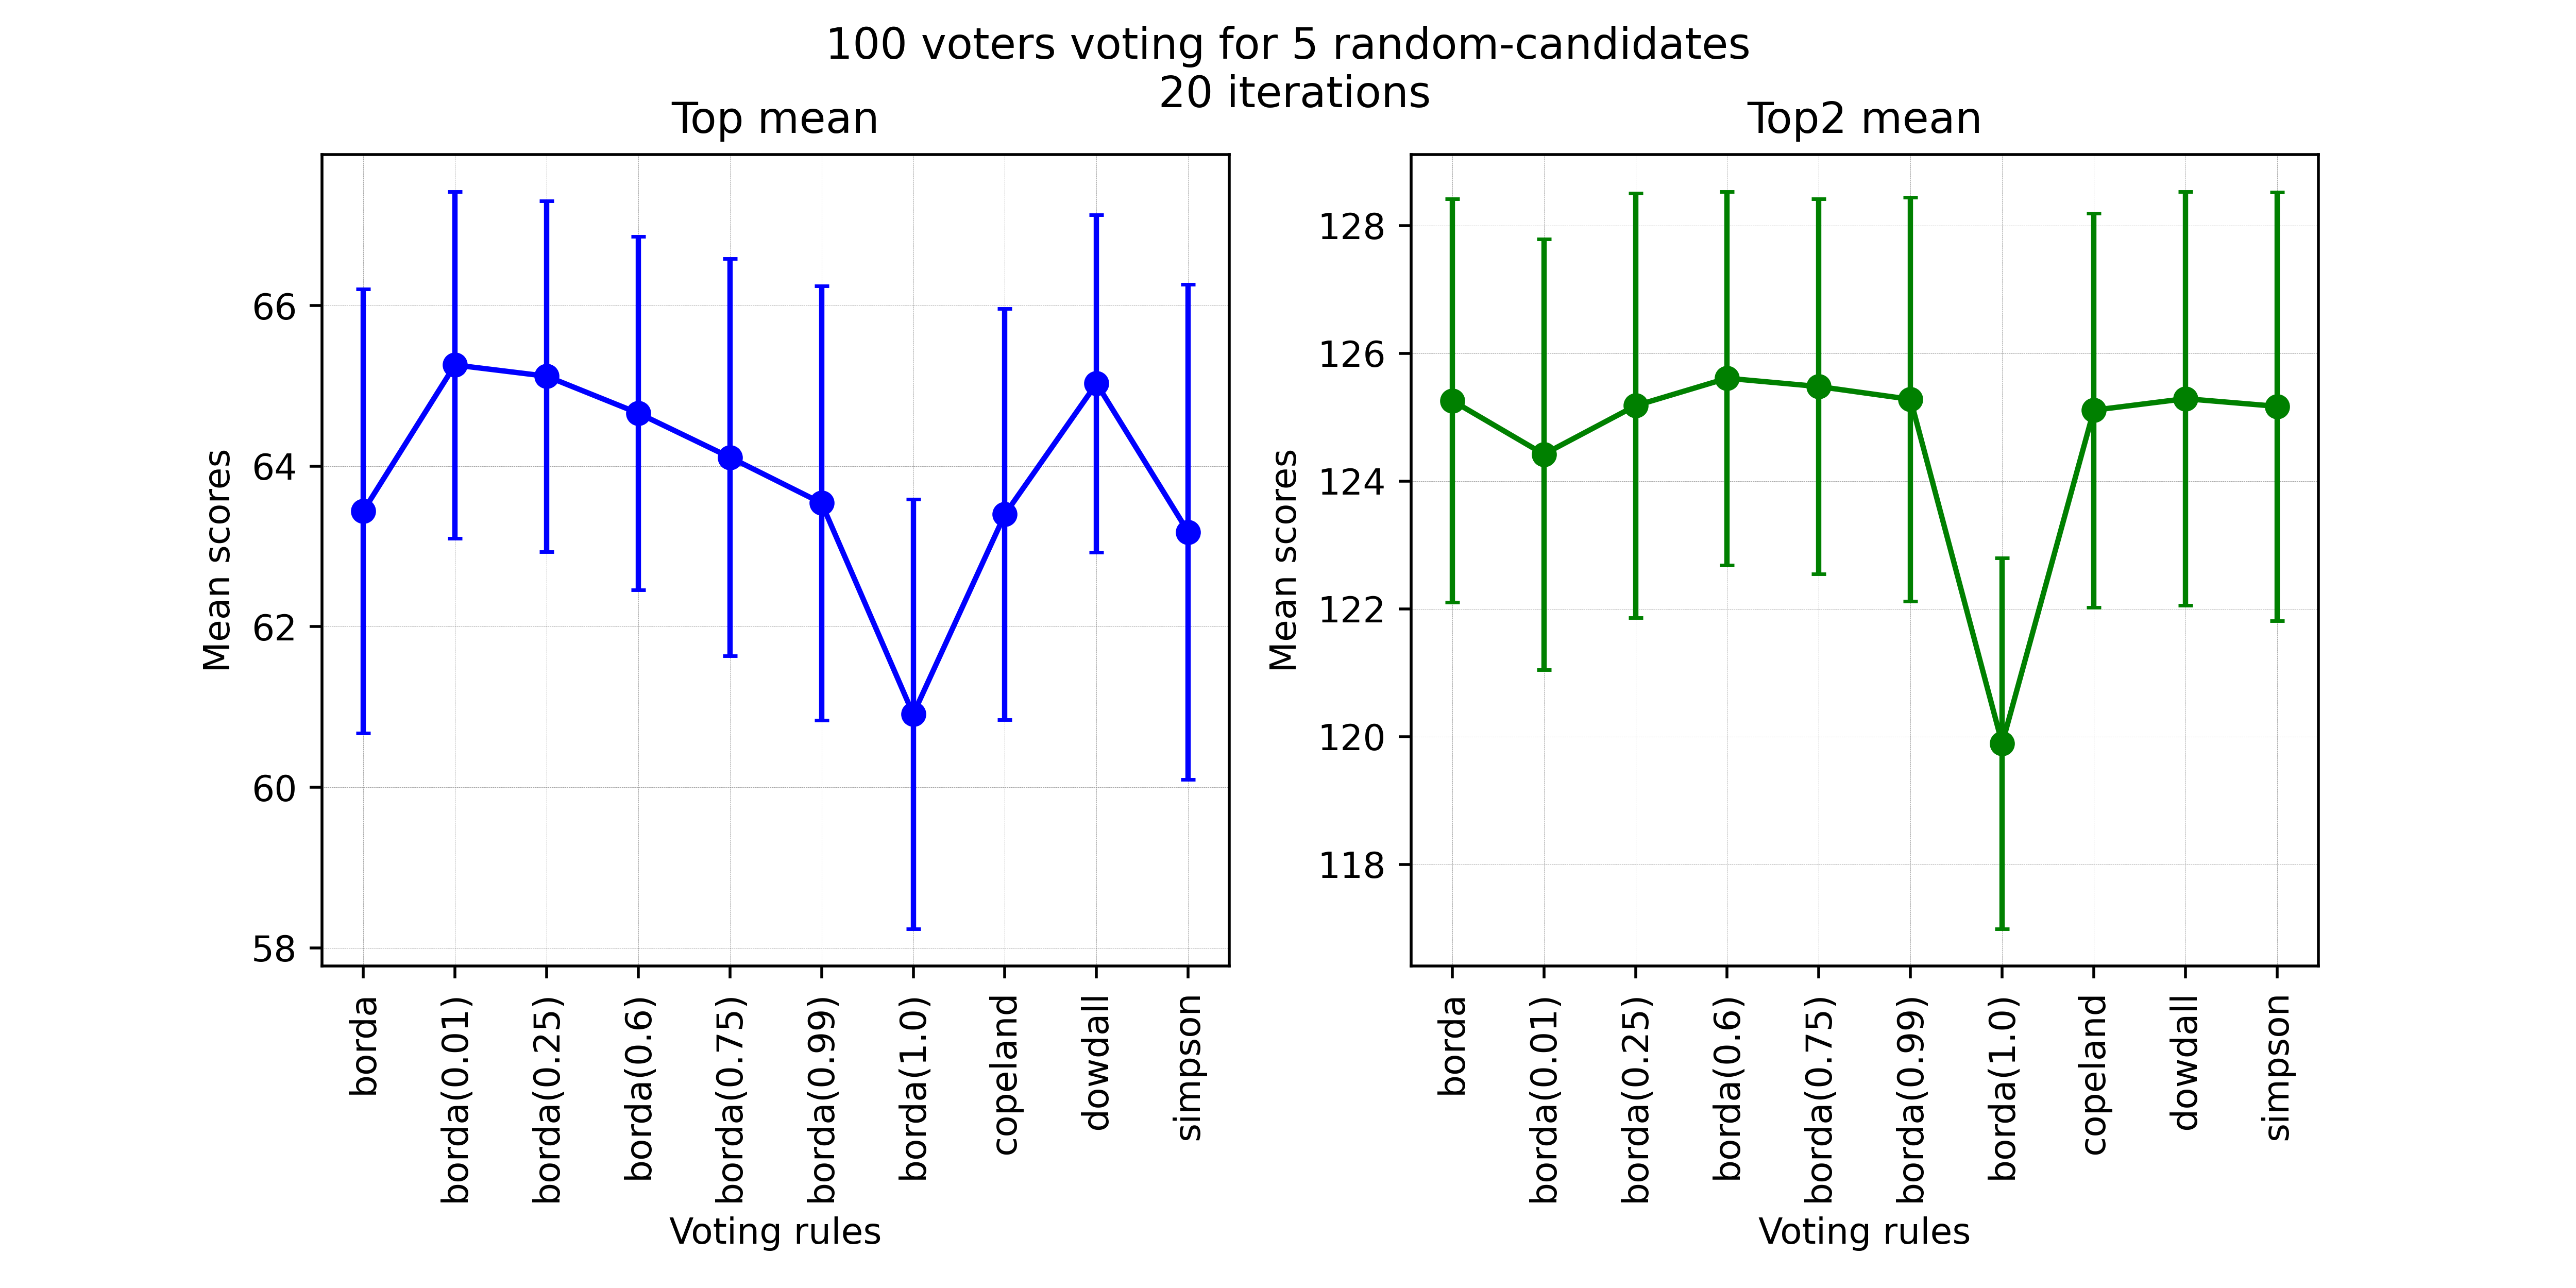 100 voters voting for 5 random-candidates
20 iterations
Top mean
Mean scores
66
64
62
60
58
borda
borda(0.01)
borda(0.25)
borda(0.6)
borda(0.75)
borda(0.99)
borda(1.0)
copeland
dowdall
simpson
Voting rules
Top2 mean
Mean scores
128
126
124
122
120
118
borda
borda(0.01)
borda(0.25)
borda(0.6)
borda(0.75)
borda(0.99)
borda(1.0)
copeland
dowdall
simpson
Voting rules